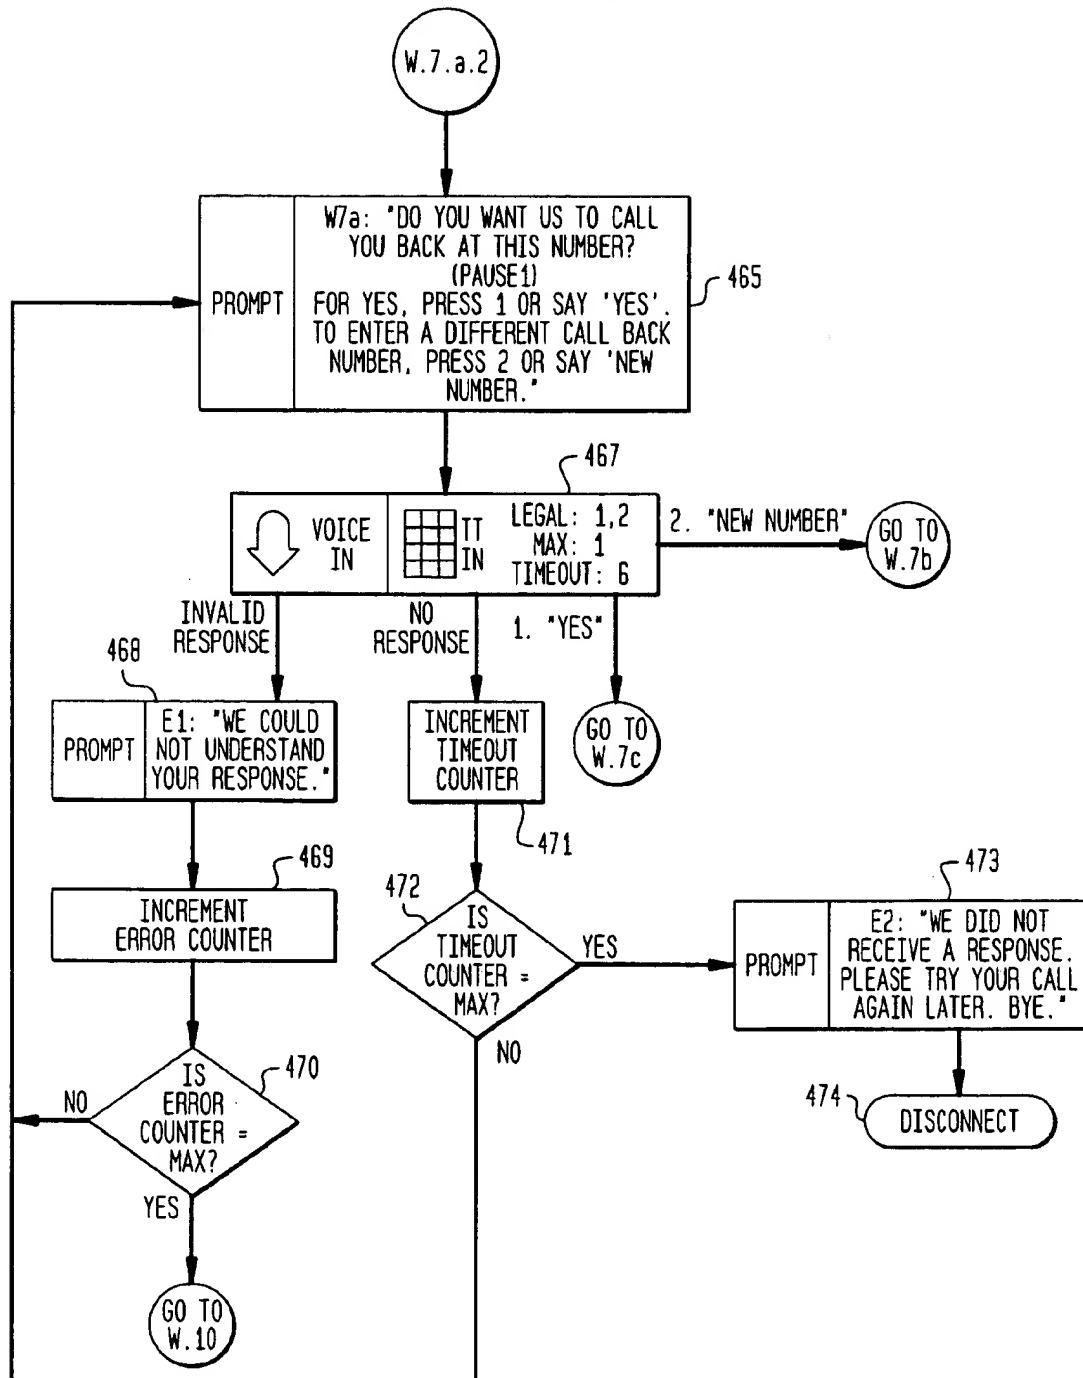 W.7.a.2
PROMPT
W7a: "DO YOU WANT US TO CALL
YOU BACK AT THIS NUMBER?
(PAUSE1)
FOR YES, PRESS 1 OR SAY 'YES'.
TO ENTER A DIFFERENT CALL BACK
NUMBER, PRESS 2 OR SAY 'NEW
NUMBER."
465
467
VOICE
IN
TT
IN
LEGAL: 1,2
MAX: 1
TIMEOUT: 6
2. "NEW NUMBER"
GO TO
W.7b
INVALID
RESPONSE
NO
RESPONSE
1. "YES"
GO TO
W.7c
468
PROMPT
E1: "WE COULD
NOT UNDERSTAND
YOUR RESPONSE."
INCREMENT
TIMEOUT
COUNTER
471
469
INCREMENT
ERROR COUNTER
472
IS
TIMEOUT
COUNTER =
MAX?
YES
NO
473
PROMPT
E2: "WE DID NOT
RECEIVE A RESPONSE.
PLEASE TRY YOUR CALL
AGAIN LATER. BYE."
470
IS
ERROR
COUNTER =
MAX?
NO
YES
474
DISCONNECT
GO TO
W.10